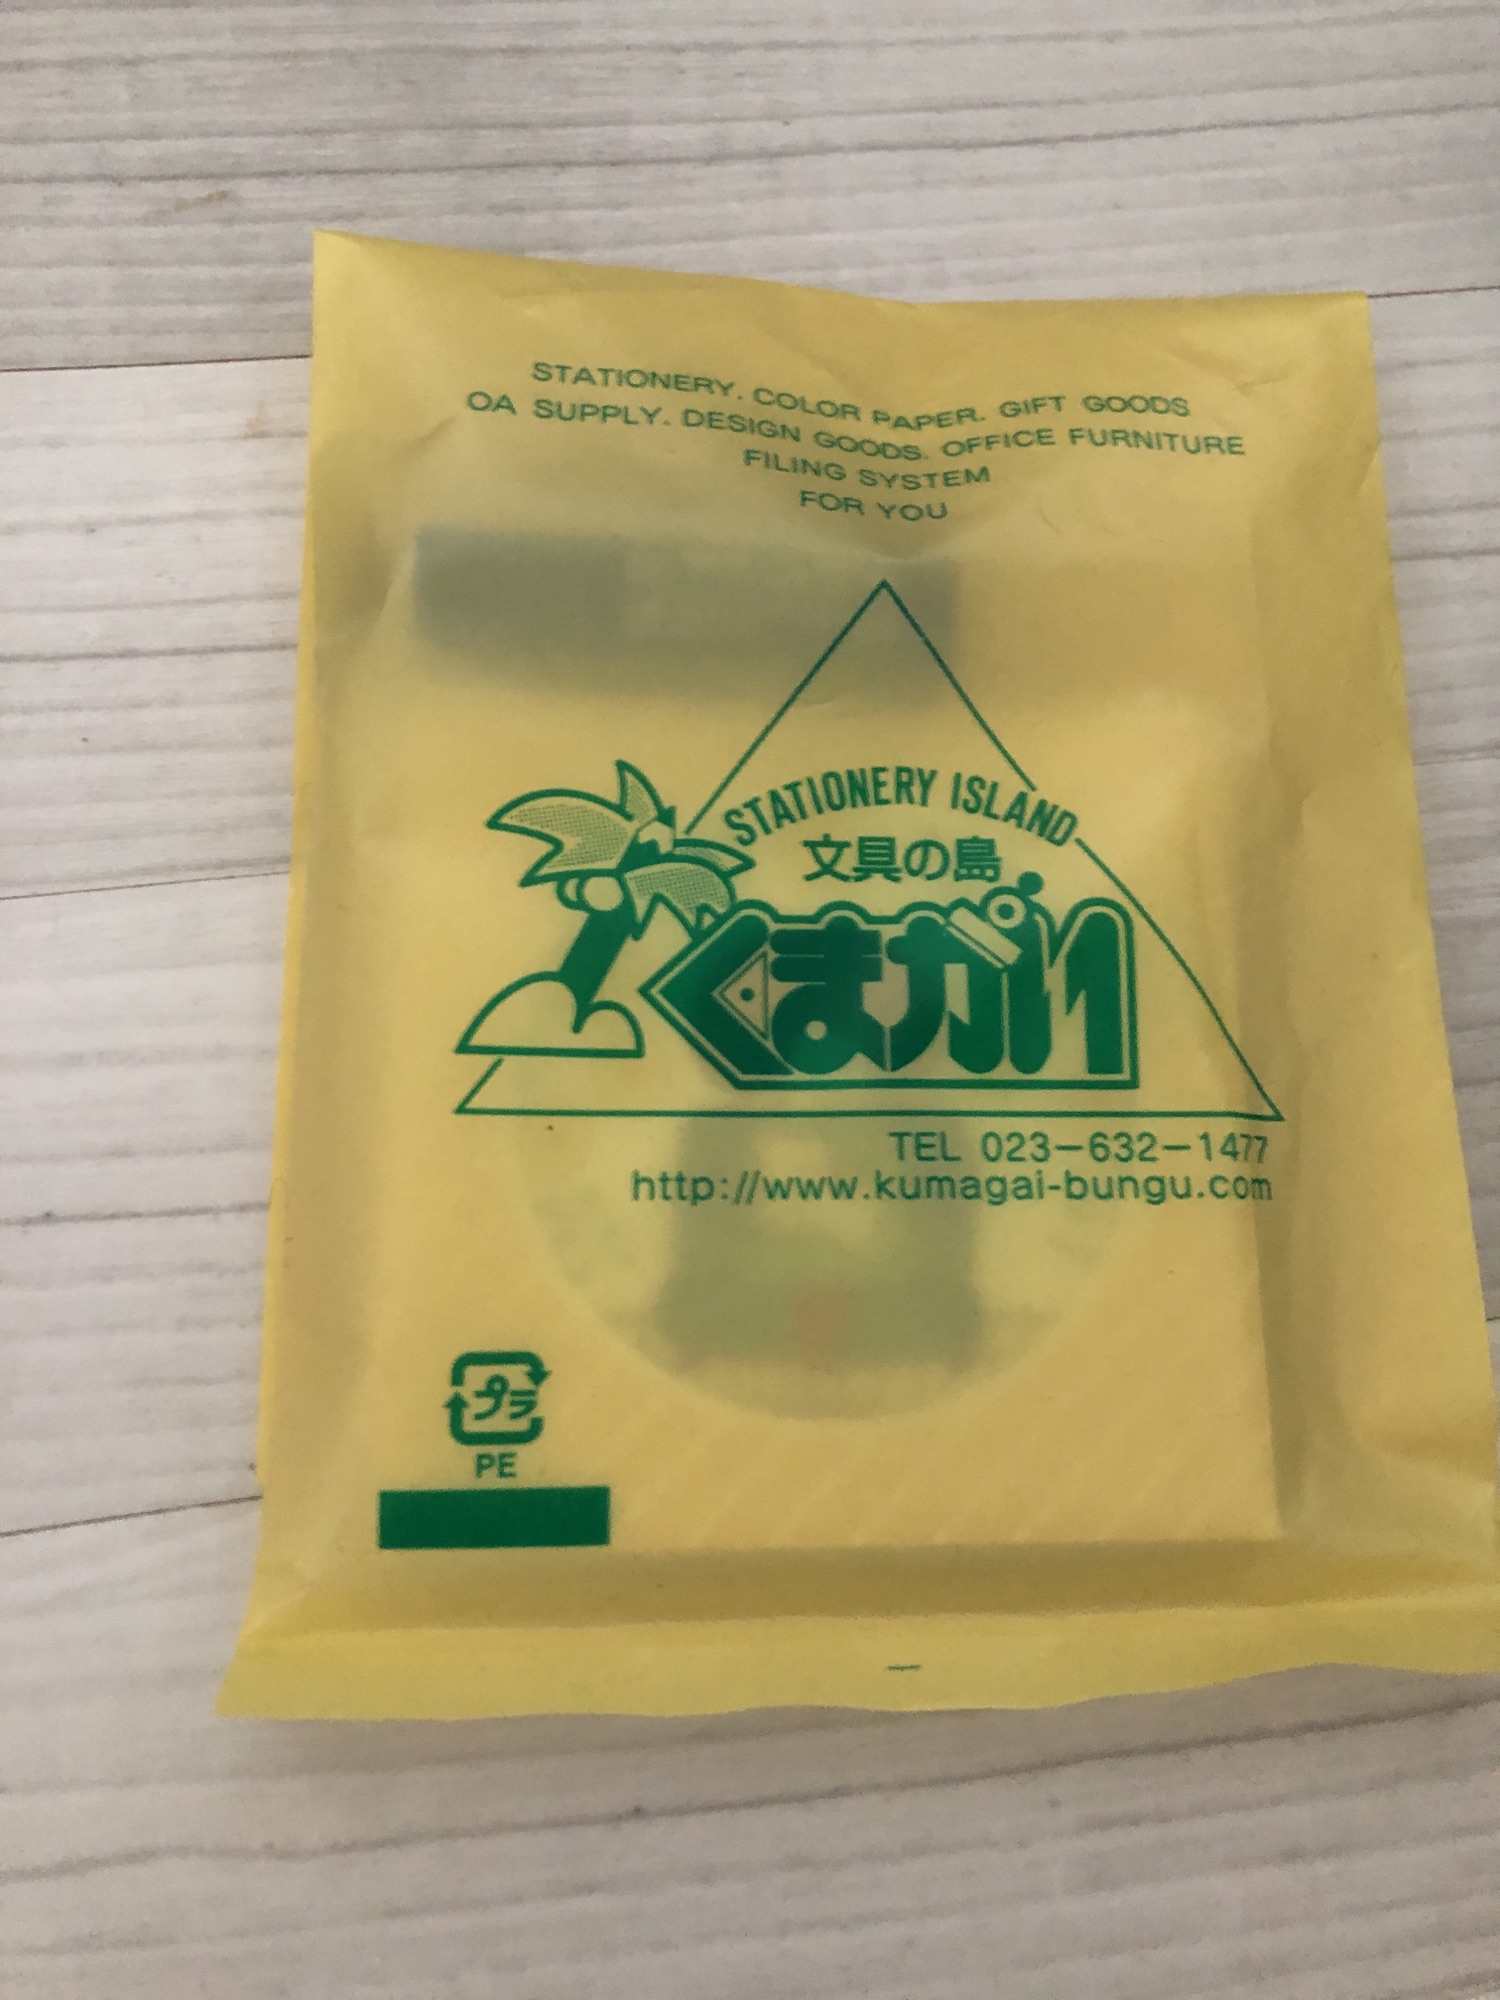 STATIONERY. COLOR PAPER. GIFT GOODS
OA SUPPLY. DESIGN GOODS. OFFICE FURNITURE
FILING SYSTEM
FOR YOU
STATIONERY ISLAND
文具の島
くまがい
TEL 023-632-1477
http://www.kumagai-bungu.com
プラ
PE